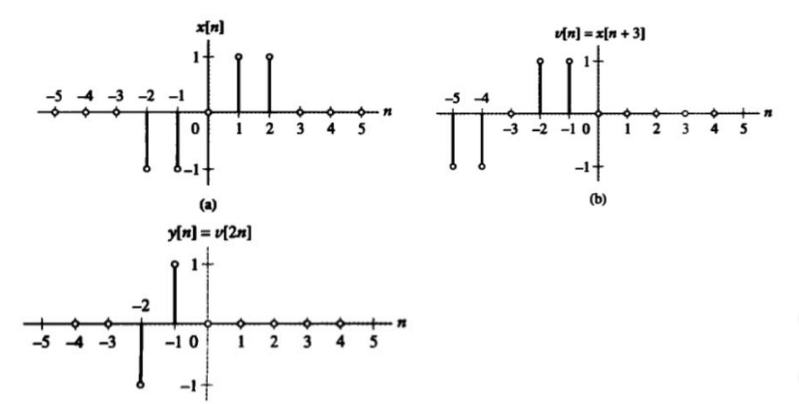 x[n]
1
-5 -4 -3 -2 -1
n
0 1 2 3 4 5
-1
(a)
v[n] = x[n + 3]
1
-5 -4
n
-3 -2 -1 0 1 2 3 4 5
-1
(b)
y[n] = v[2n]
1
-2
n
-5 -4 -3 -1 0 1 2 3 4 5
-1